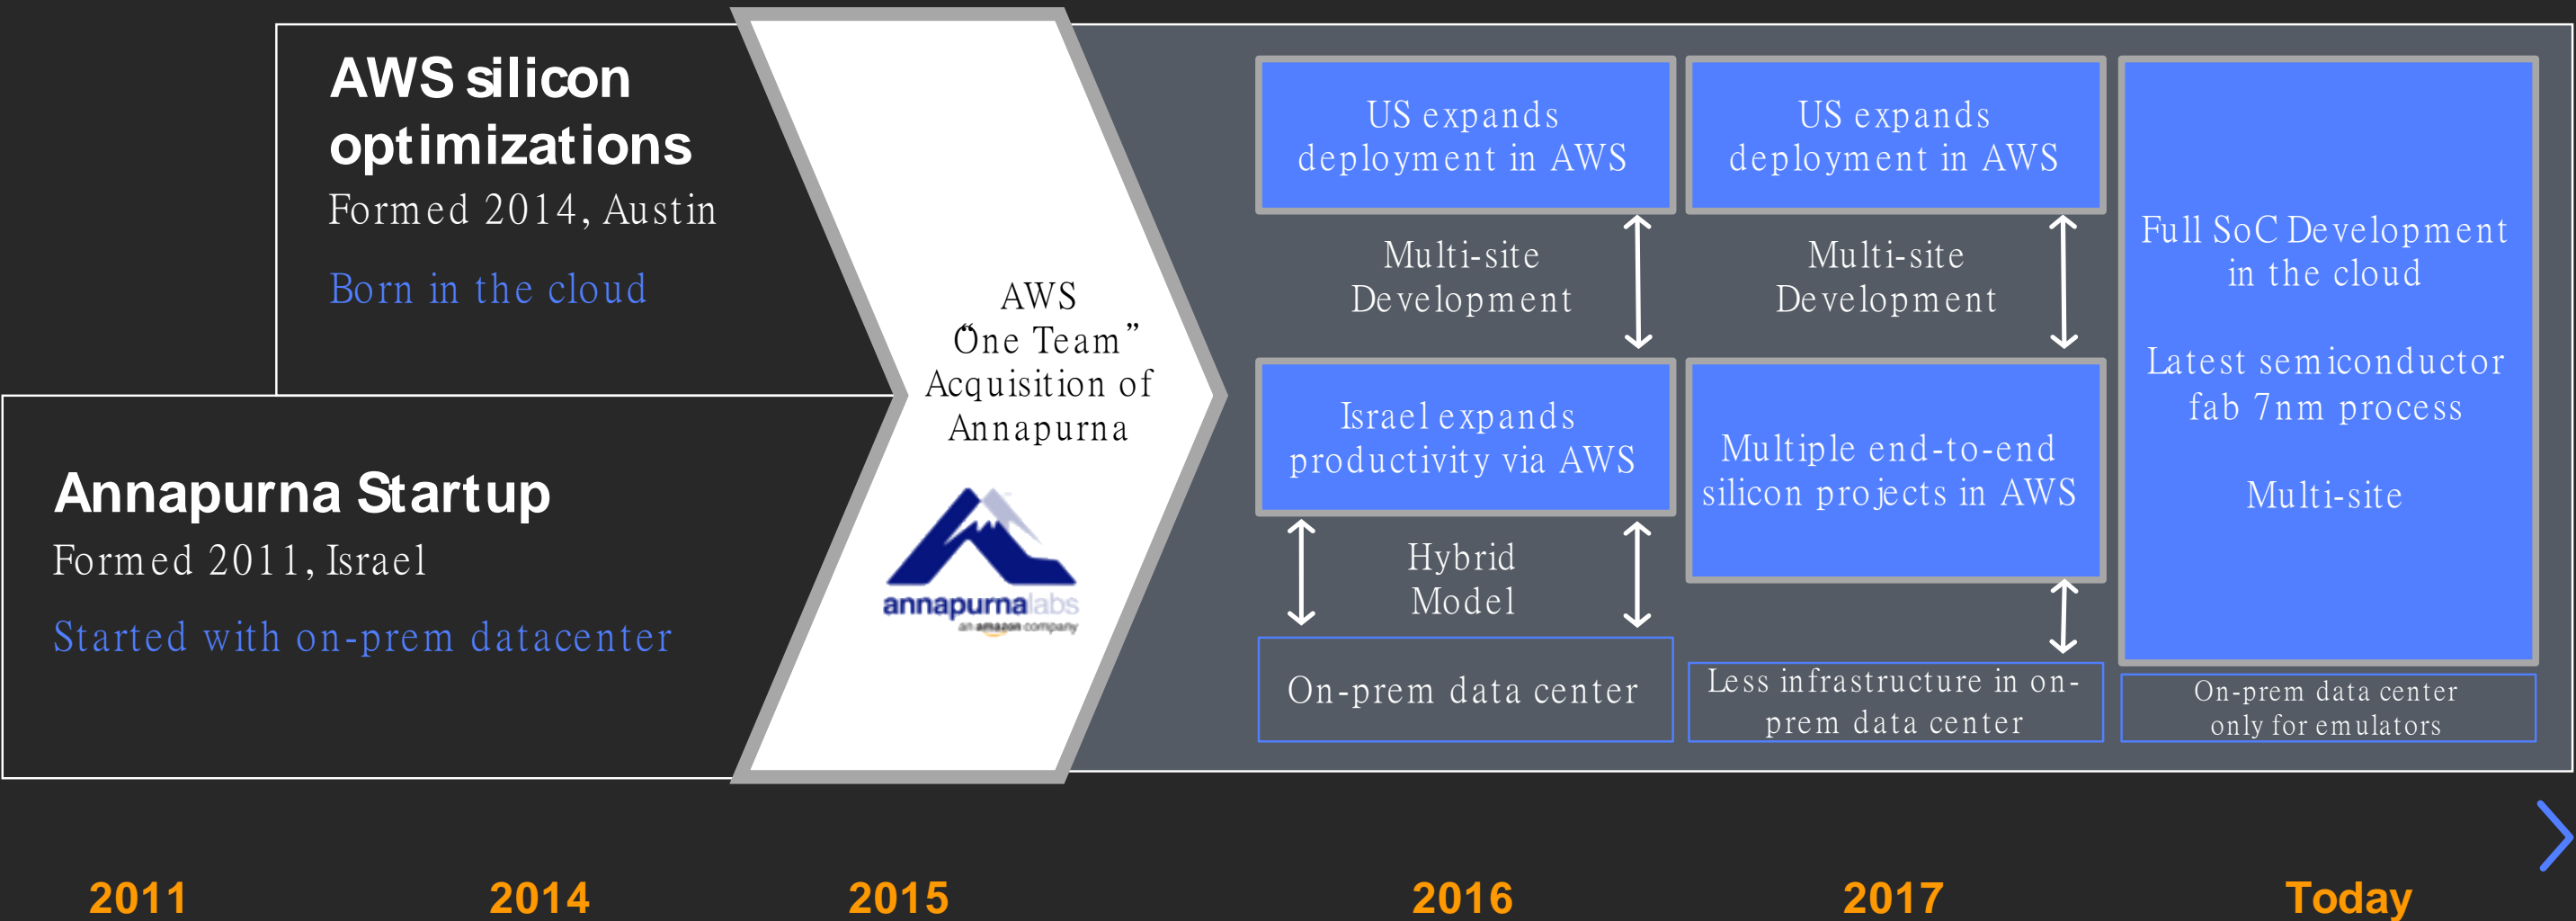 AWS silicon
optimizations
Formed 2014, Austin
Born in the cloud
Annapurna Startup
Formed 2011, Israel
Started with on-prem datacenter
AWS
“One Team”
Acquisition of
Annapurna
annapurnalabs
an amazon company
US expands
deployment in AWS
Multi-site
Development
Israel expands
productivity via AWS
Hybrid
Model
On-prem data center
US expands
deployment in AWS
Multi-site
Development
Multiple end-to-end
silicon projects in AWS
Less infrastructure in on-
prem data center
Full SoC Development
in the cloud
Latest semiconductor
fab 7nm process
Multi-site
On-prem data center
only for emulators
2011
2014
2015
2016
2017
Today